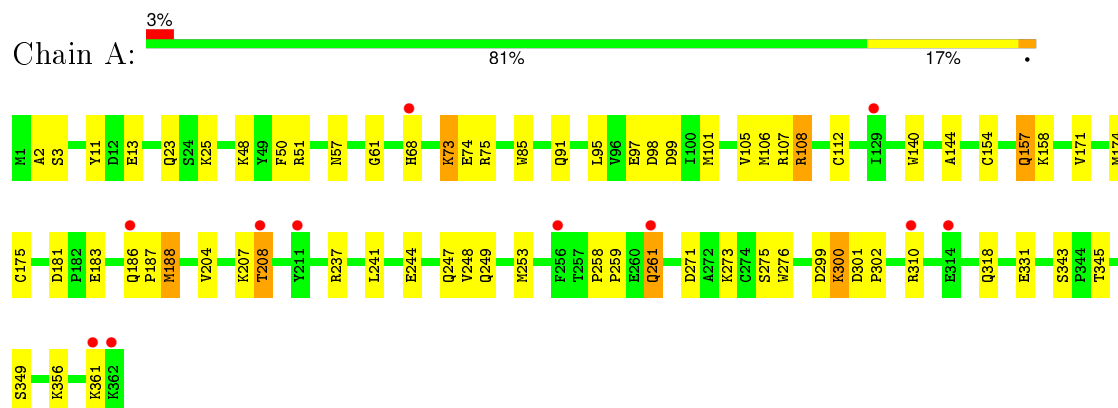 3%
Chain A:
81% 17% •
M1 A2 S3 Y11 D12 E13 Q23 S24 K25 K48 Y49 F50 R51 N57 G61 H68 K73 E74 R75 W85 Q91 L95 V96 E97 D98 D99 I100 M101 V105 M106 R107 R108 C112 I129 W140 A144 C154 Q157 K158 V171 M174
C175 D181 P182 E183 Q186 P187 M188 V204 K207 T208 Y211 R237 L241 E244 Q247 V248 Q249 M253 F256 T257 P258 P259 E260 Q261 D271 A272 K273 C274 S275 W276 D299 K300 D301 P302 R310 E314 Q318 E331 S343 P344 T345
S349 K356 K361 K362